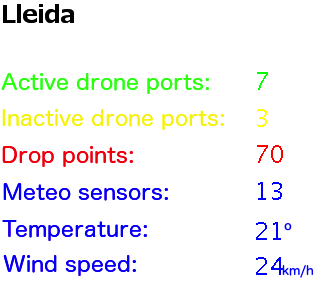 Lleida
Active drone ports: 7
Inactive drone ports: 3
Drop points: 70
Meteo sensors: 13
Temperature: 21º
Wind speed: 24km/h